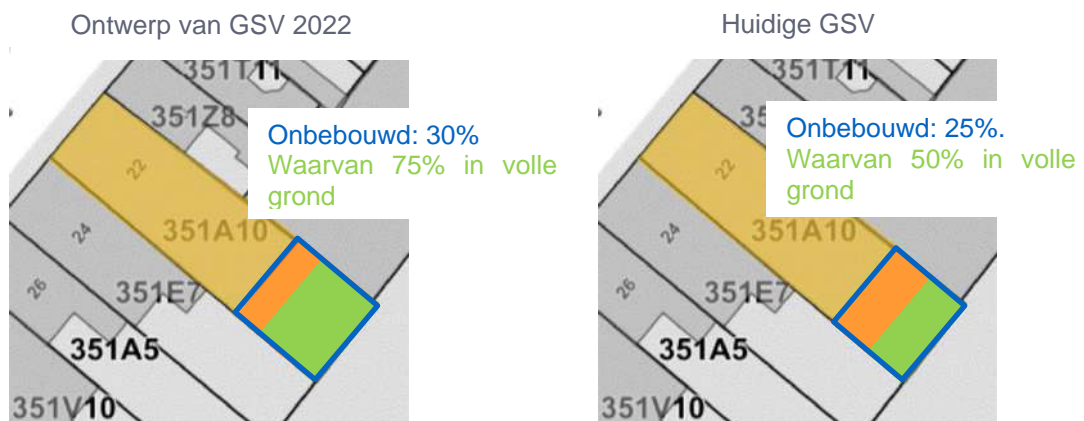 Ontwerp van GSV 2022
Huidige GSV
351T11
351Z8
Onbebouwd: 30%
Waarvan 75% in volle
grond
22
351A10
24
26
351E7
351A5
351V10
351T11
35
Onbebouwd: 25%.
Waarvan 50% in volle
grond
22
351A10
24
26
351E7
351A5
351V10